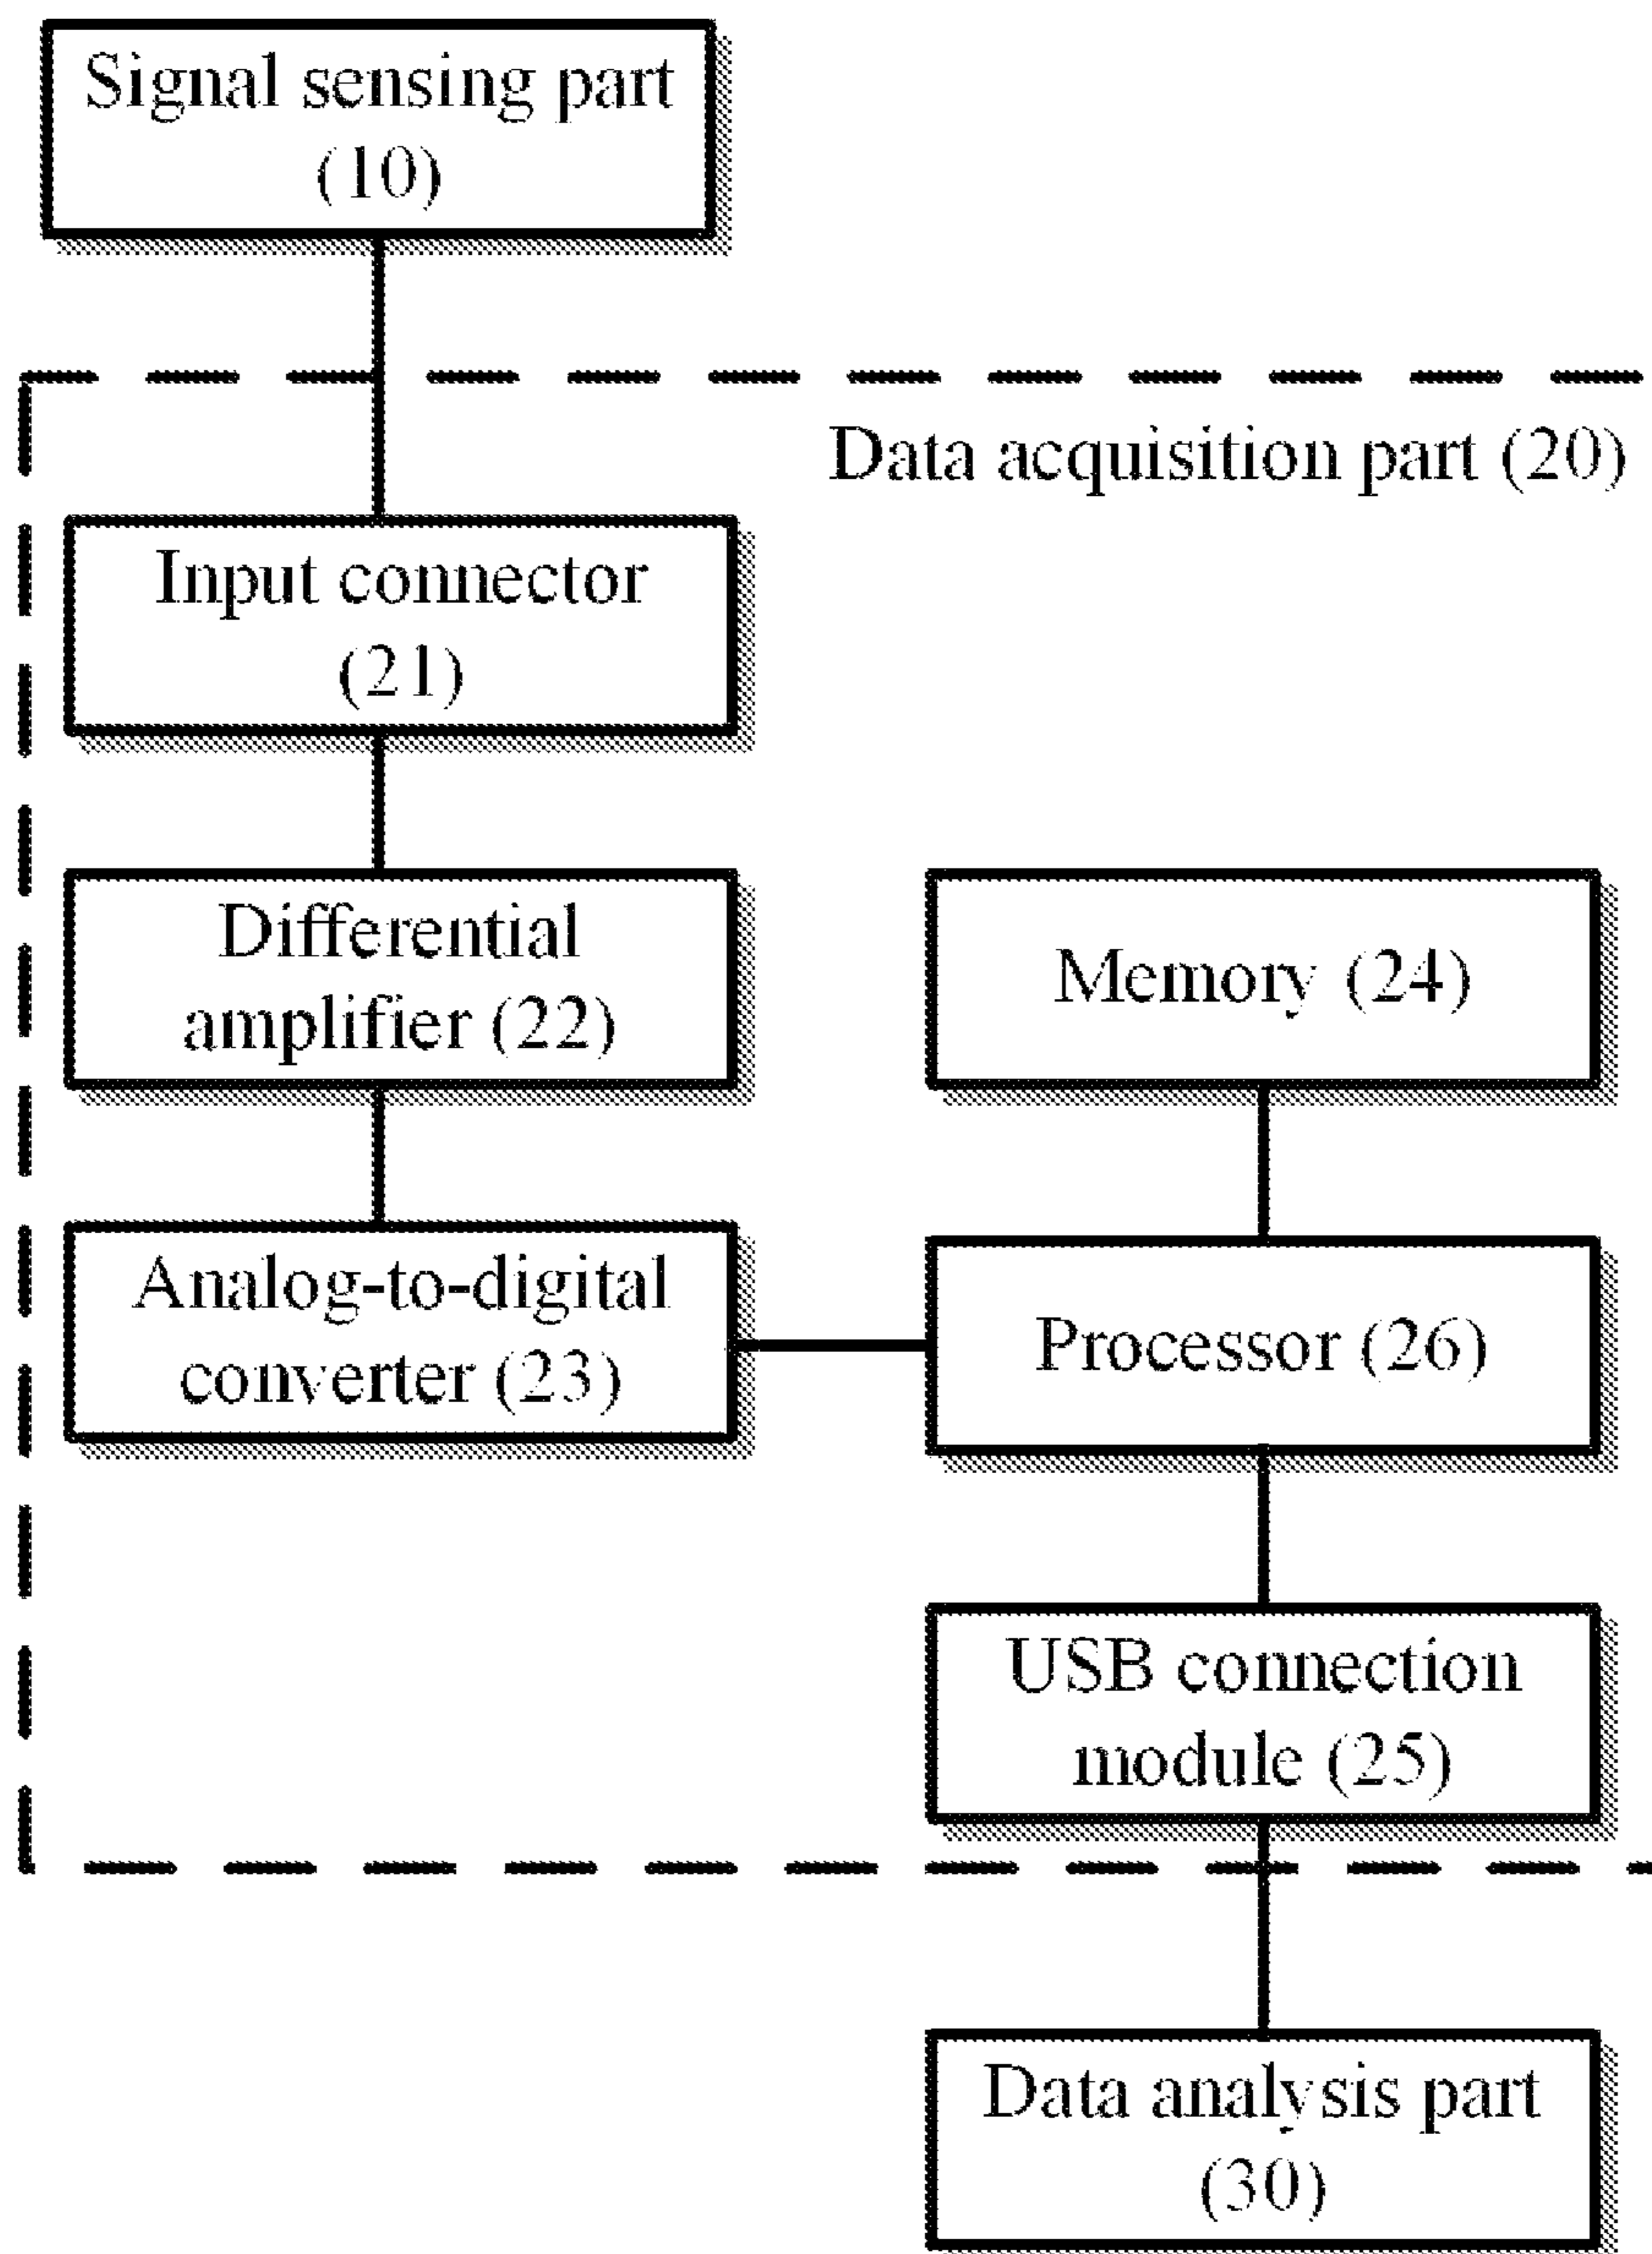 Signal sensing part
(10)
Data acquisition part (20)
Input connector
(21)
Differential
amplifier (22)
Memory (24)
Analog-to-digital
converter (23)
Processor (26)
USB connection
module (25)
Data analysis part
(30)